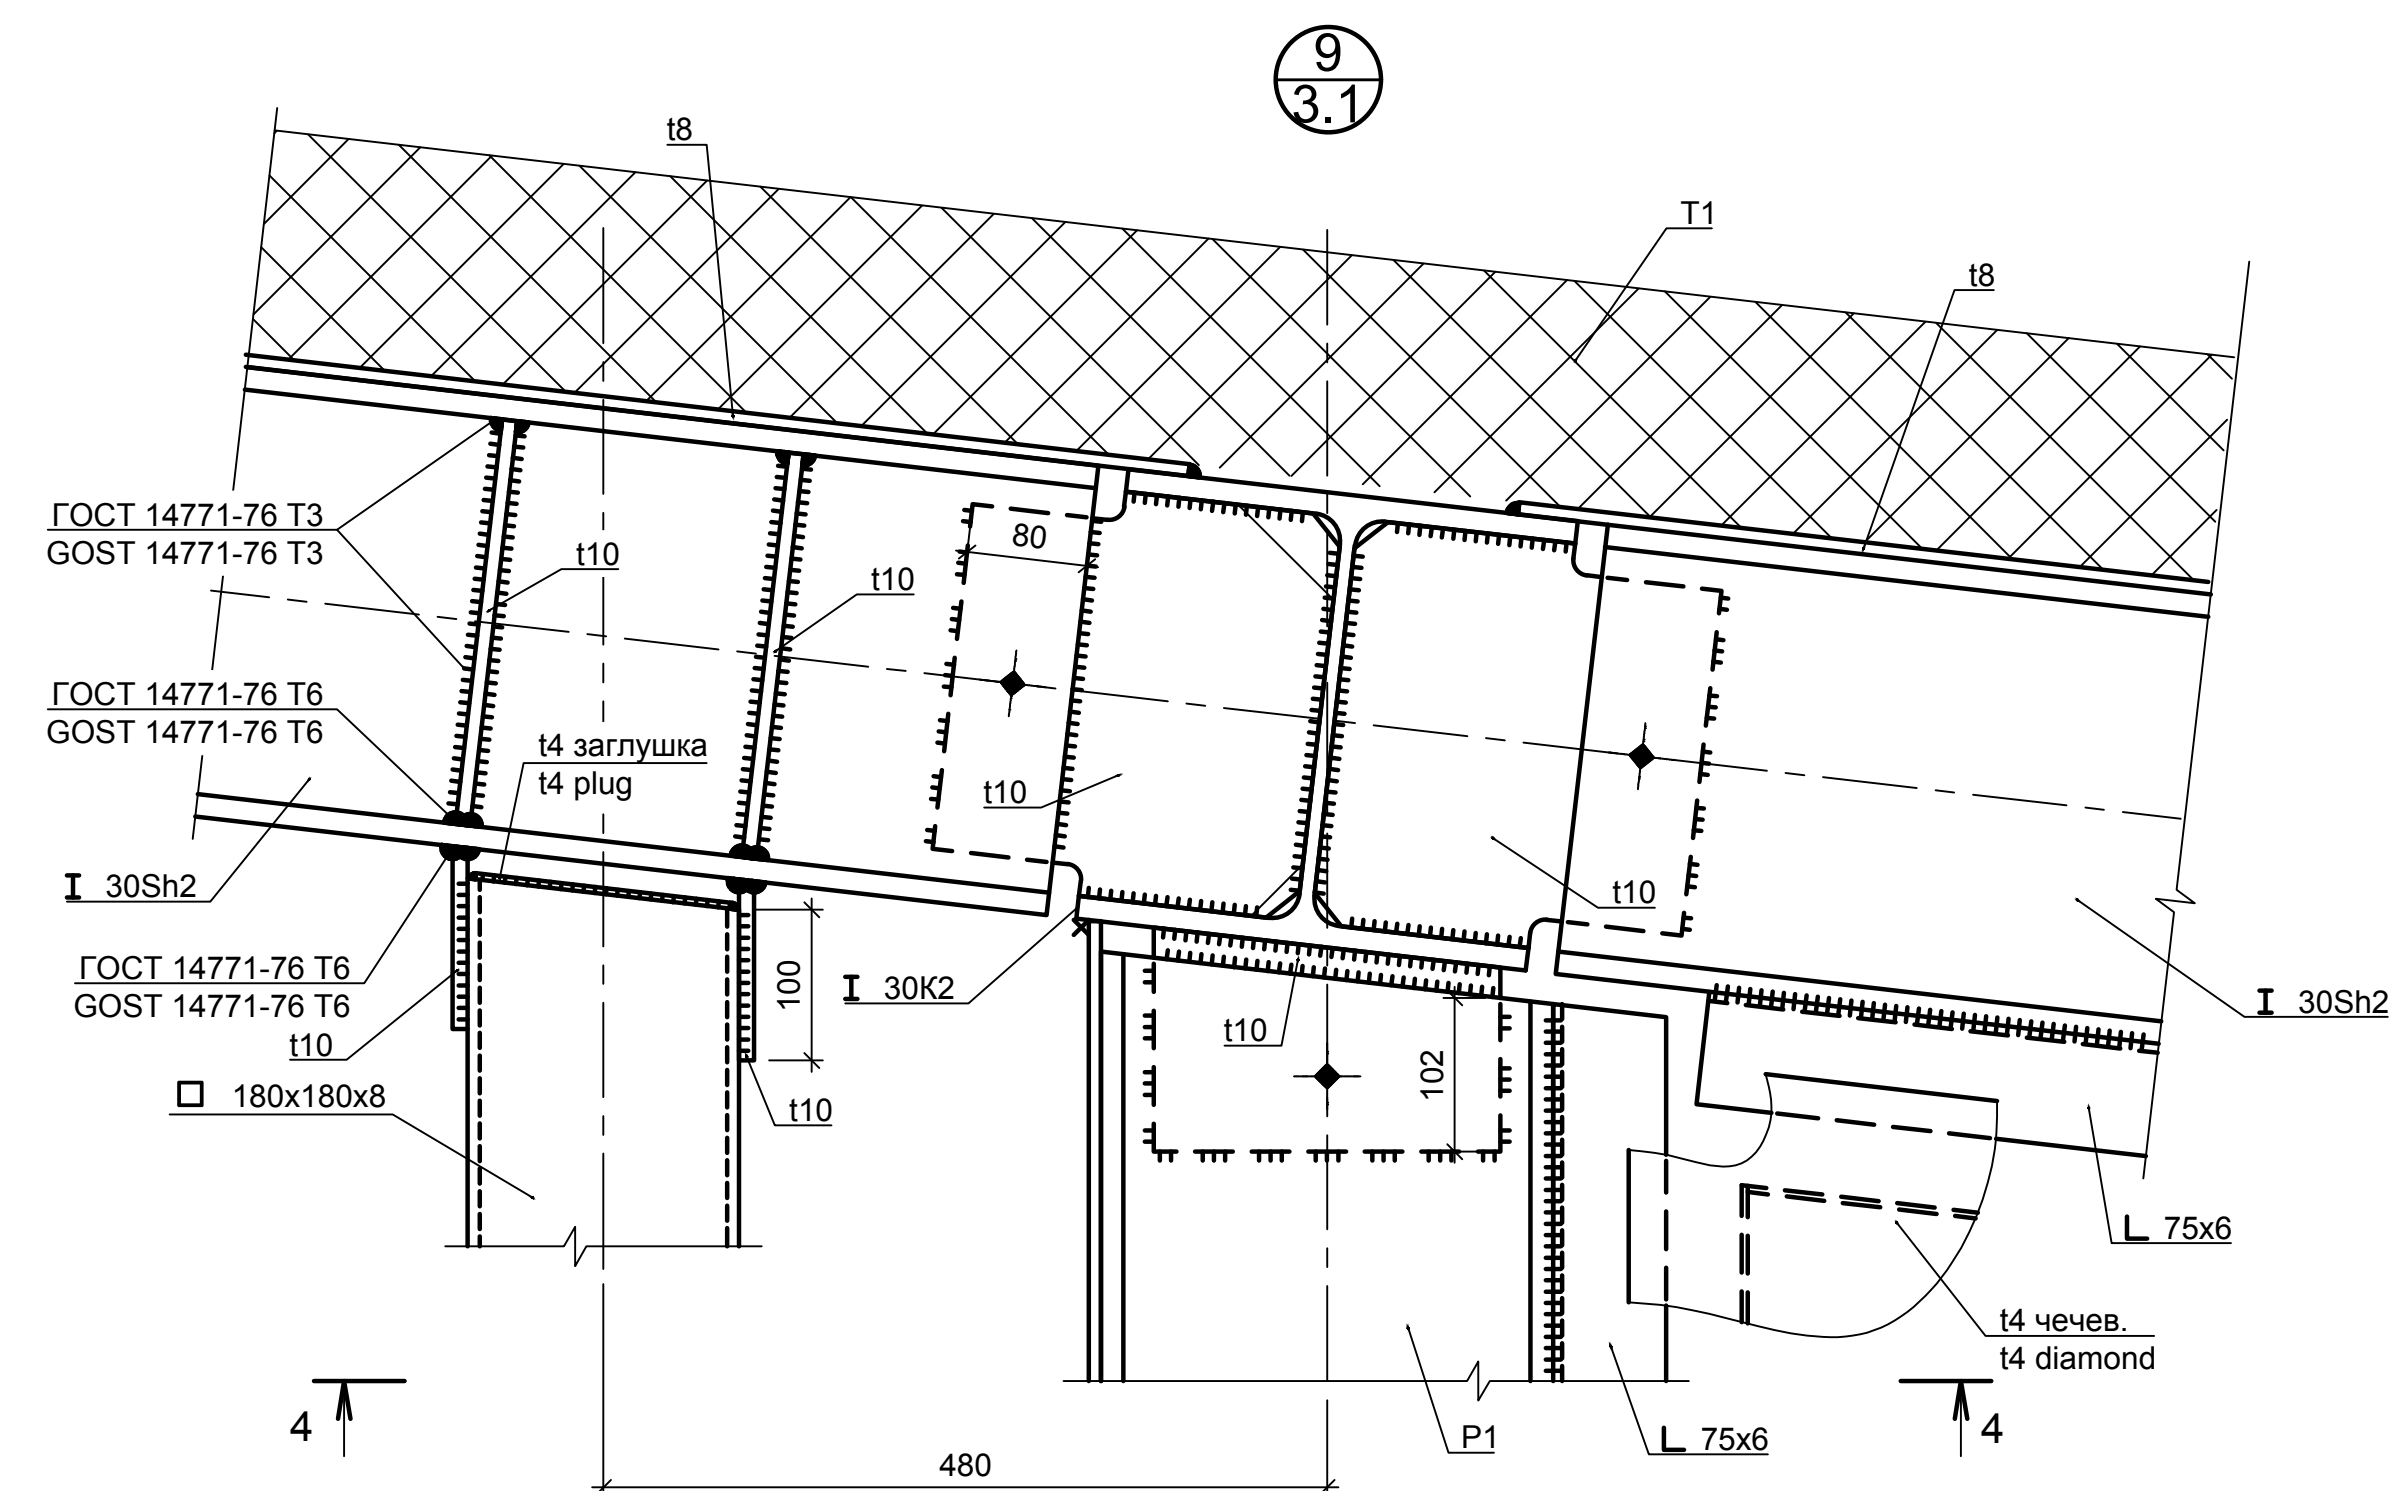 9
3.1
t8
T1
t8
ГОСТ 14771-76 Т3
GOST 14771-76 T3
t10
t10
80
ГОСТ 14771-76 Т6
GOST 14771-76 T6
t4 заглушка
t4 plug
t10
30Sh2
t10
ГОСТ 14771-76 Т6
GOST 14771-76 T6
t10
100
30К2
t10
102
30Sh2
180x180x8
t10
75x6
t4 чечев.
t4 diamond
4
P1
75x6
4
480